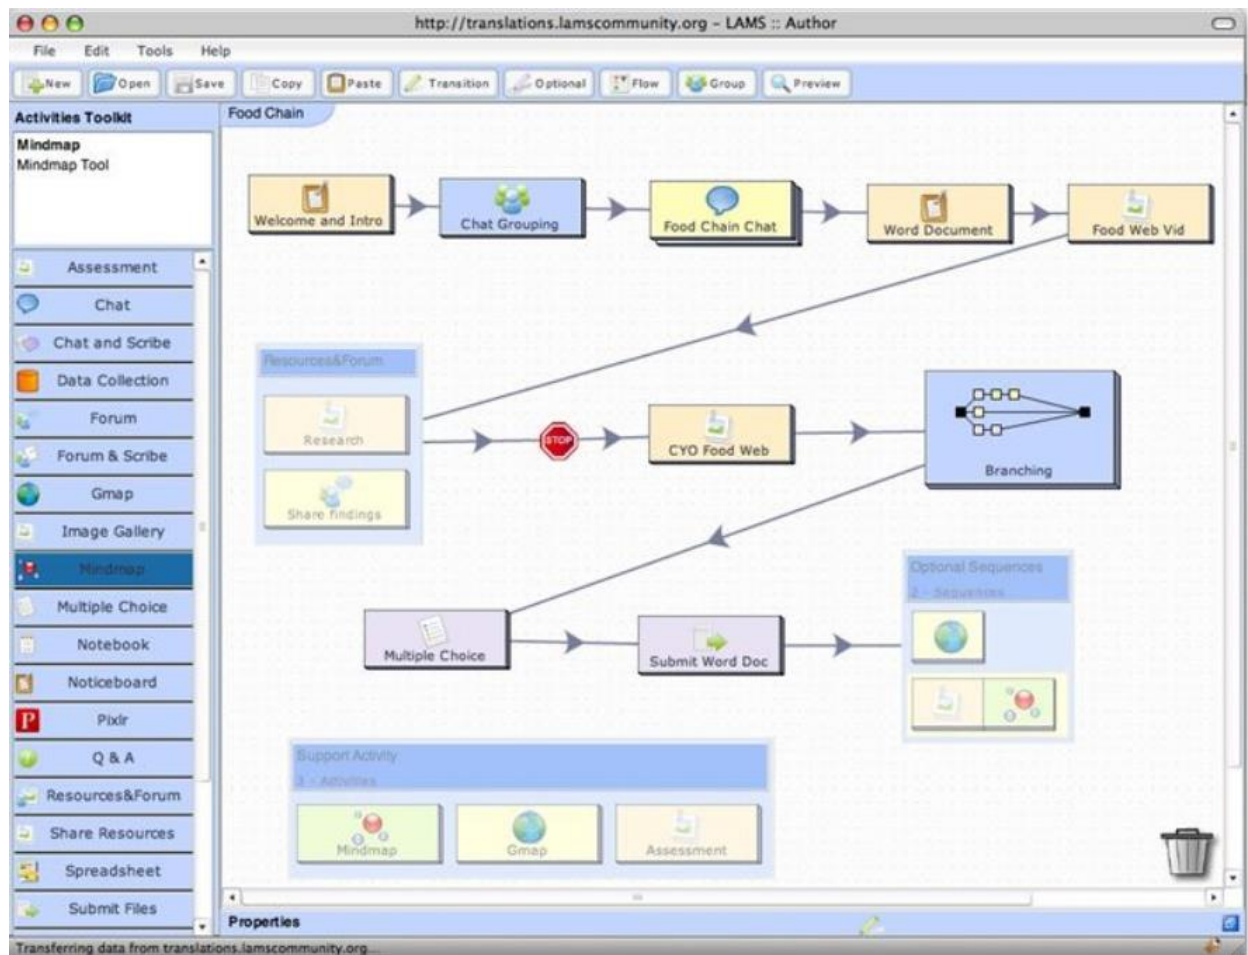 http://translations.lamscommunity.org - LAMS :: Author
File Edit Tools Help
New Open Save Copy Paste Transition Optional Flow Group Preview
Activities Toolkit
Mindmap
Mindmap Tool
Assessment
Chat
Chat and Scribe
Data Collection
Forum
Forum & Scribe
Gmap
Image Gallery
Mindmap
Multiple Choice
Notebook
Noticeboard
P
Pixlr
Q & A
Resources&Forum
Share Resources
Spreadsheet
Submit Files
Food Chain
Welcome and Intro
Chat Grouping
Food Chain Chat
Word Document
Food Web Vid
Resources&Forum
Research
Share findings
STOP
CYO Food Web
Branching
Multiple Choice
Submit Word Doc
Optional Sequences
2 - Sequences
Support Activity
3 - Activities
Mindmap
Gmap
Assessment
Properties
Transferring data from translations.lamscommunity.org...